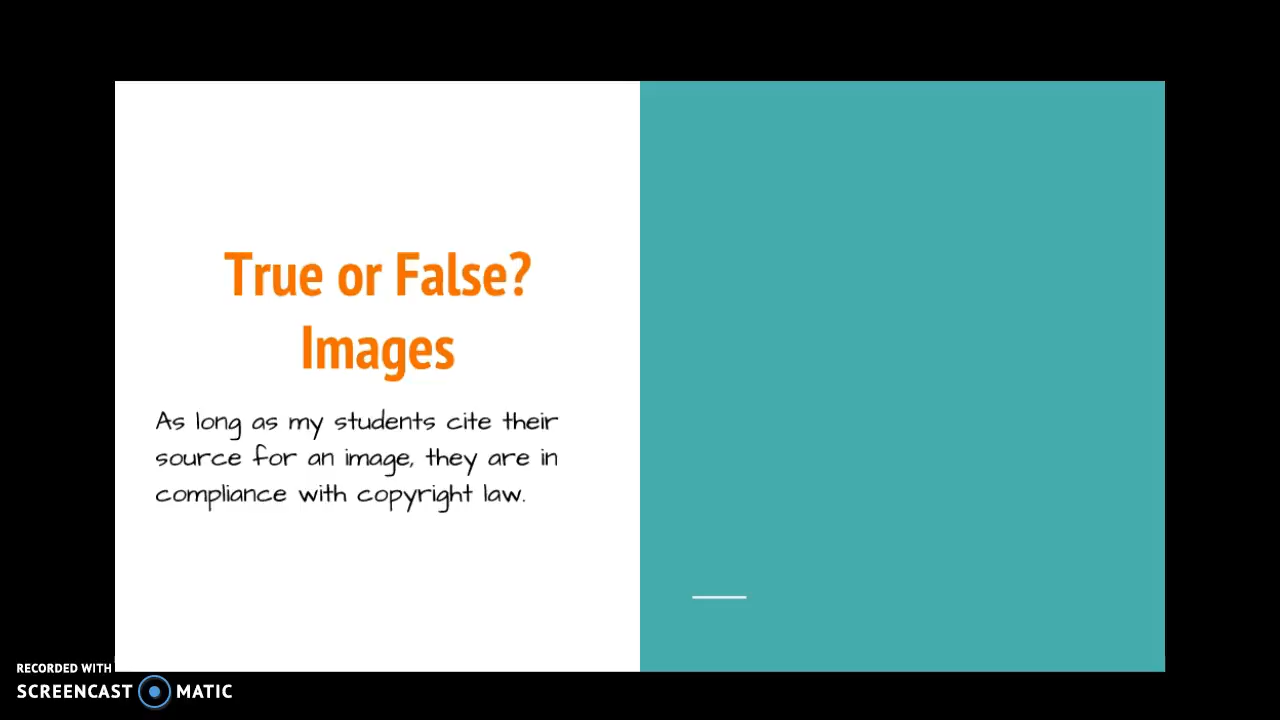 True or False?
Images
As long as my students cite their
source for an image, they are in
compliance with copyright law.
RECORDED WITH
SCREENCAST MATIC